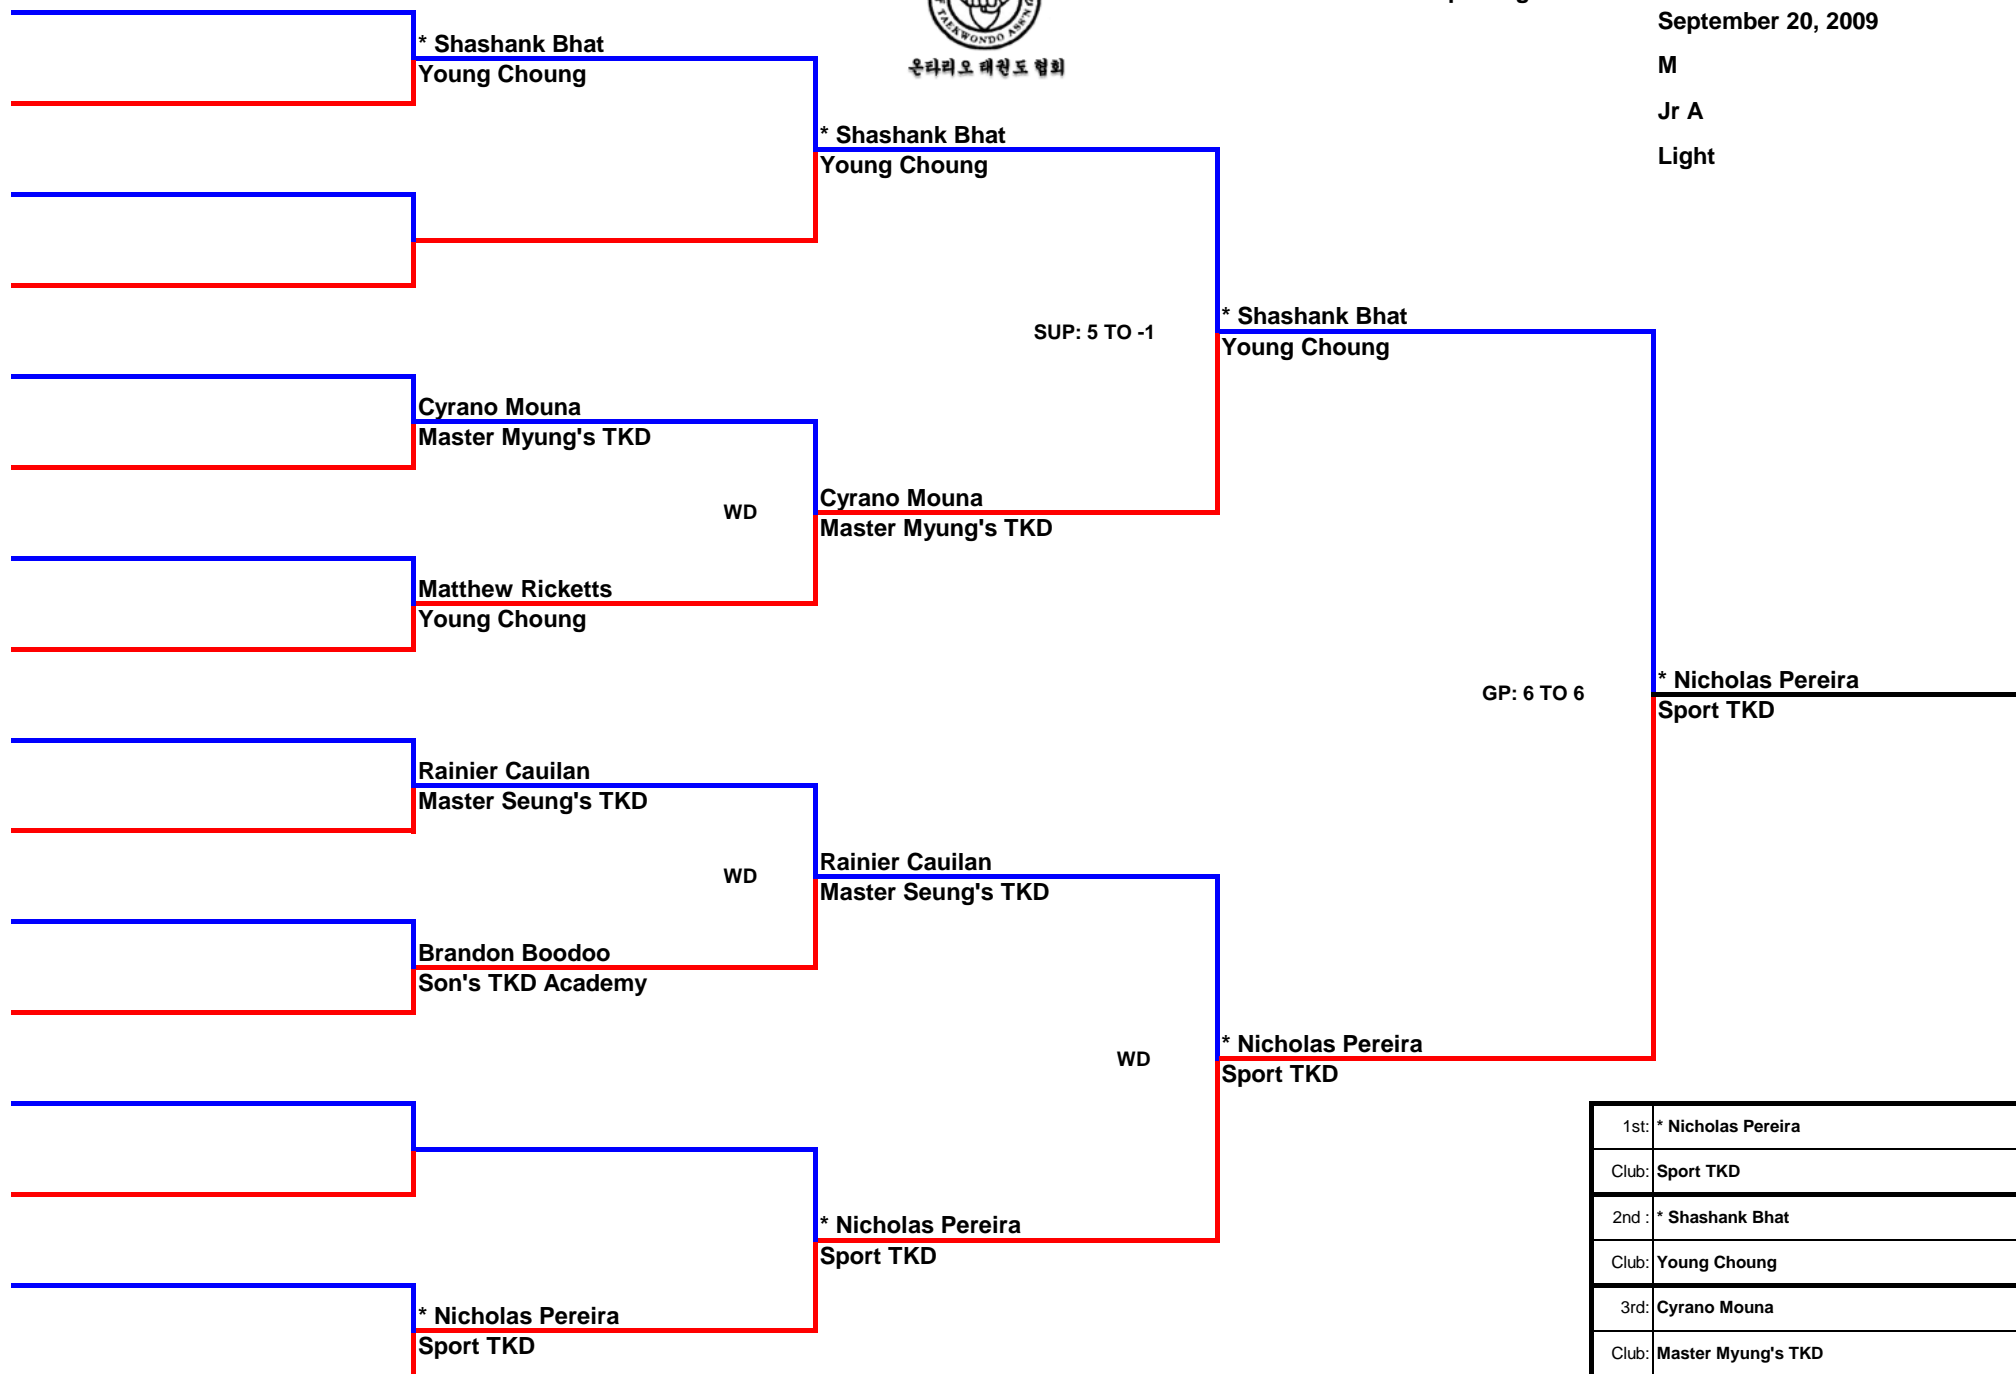 September 20, 2009
TAEKWONDO ASS'N
온타리오 태권도 협회
M
Jr A
Light
* Shashank Bhat
Young Choung
* Shashank Bhat
Young Choung
SUP: 5 TO -1
* Shashank Bhat
Young Choung
Cyrano Mouna
Master Myung's TKD
WD
Cyrano Mouna
Master Myung's TKD
Matthew Ricketts
Young Choung
GP: 6 TO 6
* Nicholas Pereira
Sport TKD
Rainier Cauilan
Master Seung's TKD
WD
Rainier Cauilan
Master Seung's TKD
Brandon Boodoo
Son's TKD Academy
WD
* Nicholas Pereira
Sport TKD
* Nicholas Pereira
Sport TKD
* Nicholas Pereira
Sport TKD
1st: * Nicholas Pereira
Club: Sport TKD
2nd : * Shashank Bhat
Club: Young Choung
3rd: Cyrano Mouna
Club: Master Myung's TKD